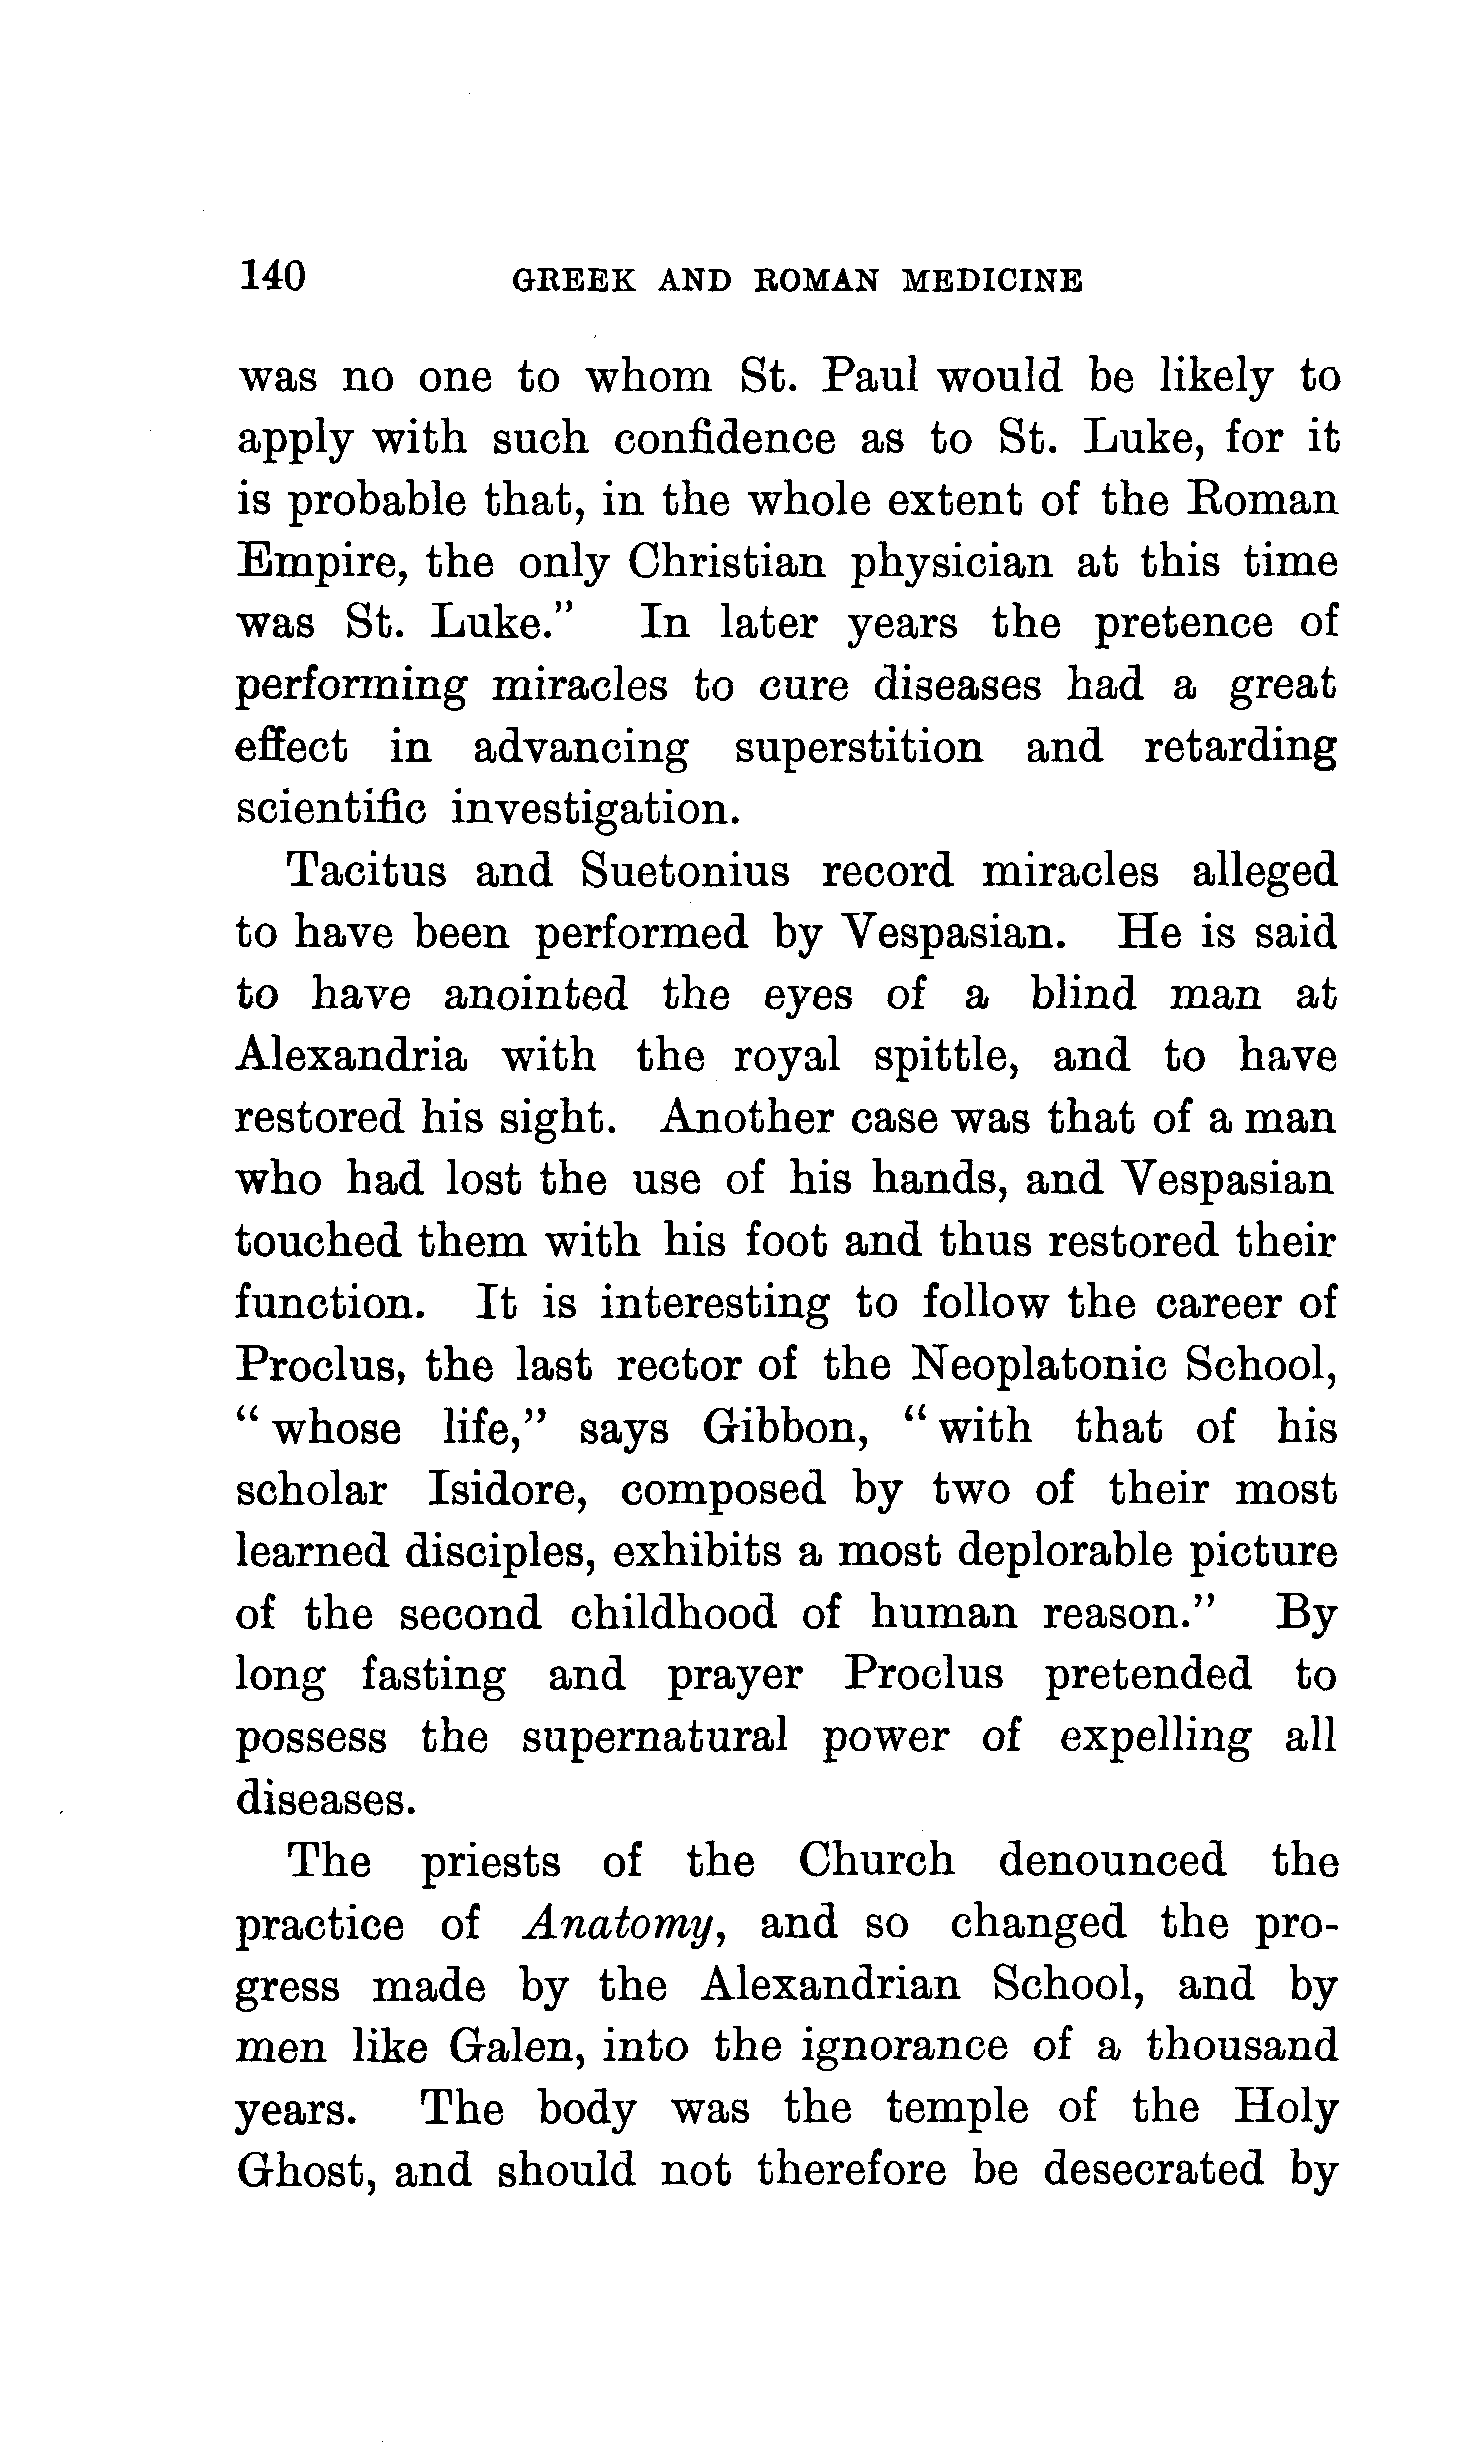 140 GREEK AND ROMAN MEDICINE
was no one to whom St. Paul would be likely to
apply with such confidence as to St. Luke, for it
is probable that, in the whole extent of the Roman
Empire, the only Christian physician at this time
was St. Luke." In later years the pretence of
performing miracles to cure diseases had a great
effect in advancing superstition and retarding
scientific investigation.
Tacitus and Suetonius record miracles alleged
to have been performed by Vespasian. He is said
to have anointed the eyes of a blind man at
Alexandria with the royal spittle, and to have
restored his sight. Another case was that of a man
who had lost the use of his hands, and Vespasian
touched them with his foot and thus restored their
function. It is interesting to follow the career of
Proclus, the last rector of the Neoplatonic School,
" whose life," says Gibbon, " with that of his
scholar Isidore, composed by two of their most
learned disciples, exhibits a most deplorable picture
of the second childhood of human reason." By
long fasting and prayer Proclus pretended to
possess the supernatural power of expelling all
diseases.
The priests of the Church denounced the
practice of Anatomy, and so changed the pro-
gress made by the Alexandrian School, and by
men like Galen, into the ignorance of a thousand
years. The body was the temple of the Holy
Ghost, and should not therefore be desecrated by